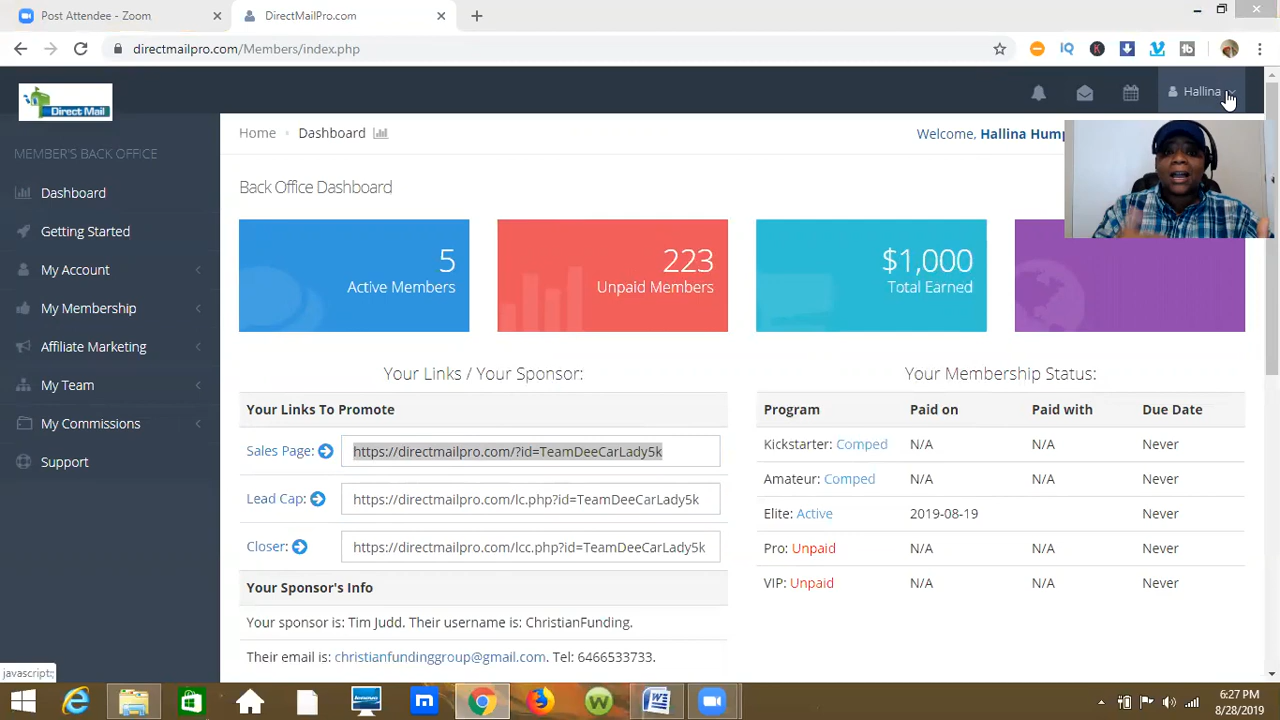 Post Attendee - Zoom
DirectMailPro.com
directmailpro.com/Members/index.php
Direct Mail
Hallina
MEMBER'S BACK OFFICE
Dashboard
Getting Started
My Account
My Membership
Affiliate Marketing
My Team
My Commissions
Support
Home
Dashboard
Welcome, Hallina
Back Office Dashboard
5
Active Members
223
Unpaid Members
$1,000
Total Earned
Your Links / Your Sponsor:
Your Links To Promote
Sales Page: https://directmailpro.com/?id=TeamDeeCarLady5k
Lead Cap: https://directmailpro.com/lc.php?id=TeamDeeCarLady5k
Closer: https://directmailpro.com/lcc.php?id=TeamDeeCarLady5k
Your Sponsor's Info
Your sponsor is: Tim Judd. Their username is: ChristianFunding.
Their email is: christianfundinggroup@gmail.com. Tel: 6466533733.
Your Membership Status:
Program Paid on Paid with Due Date
Kickstarter: Comped N/A N/A Never
Amateur: Comped N/A N/A Never
Elite: Active 2019-08-19 Never
Pro: Unpaid N/A N/A Never
VIP: Unpaid N/A N/A Never
javascript:;
6:27 PM
8/28/2019